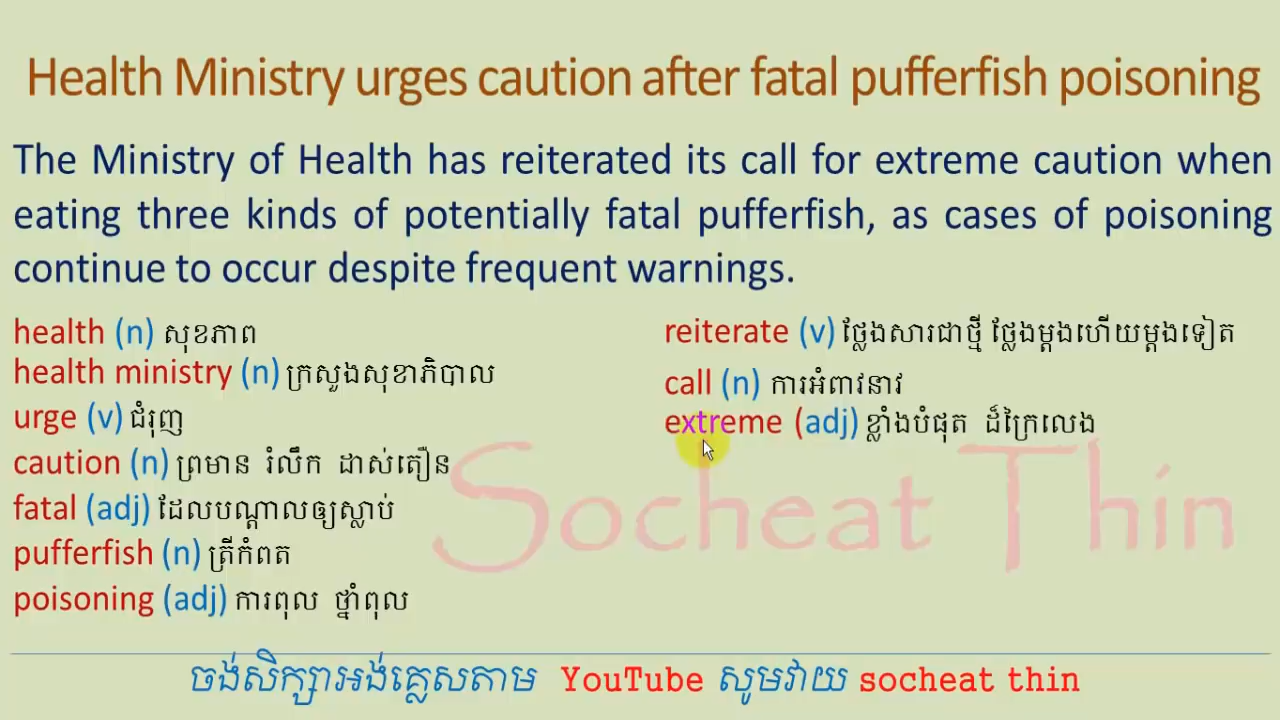 Health Ministry urges caution after fatal pufferfish poisoning
The Ministry of Health has reiterated its call for extreme caution when
eating three kinds of potentially fatal pufferfish, as cases of poisoning
continue to occur despite frequent warnings.
health (n) សុខភាព
health ministry (n) ក្រសួងសុខាភិបាល
urge (v) ជំរុញ
caution (n) ព្រមាន រំលឹក ដាស់តឿន
fatal (adj) ដែលបណ្តាលឲ្យស្លាប់
pufferfish (n) ត្រីកំពត
poisoning (adj) ការពុល ថ្នាំពុល
reiterate (v) ថ្លែងសារជាថ្មី ថ្លែងម្តងហើយម្តងទៀត
call (n) ការអំពាវនាវ
extreme (adj) ខ្លាំងបំផុត ដ៏ក្រៃលេង
Socheat Thin
ចង់សិក្សាអង់គ្លេសតាម YouTube សូមវាយ socheat thin